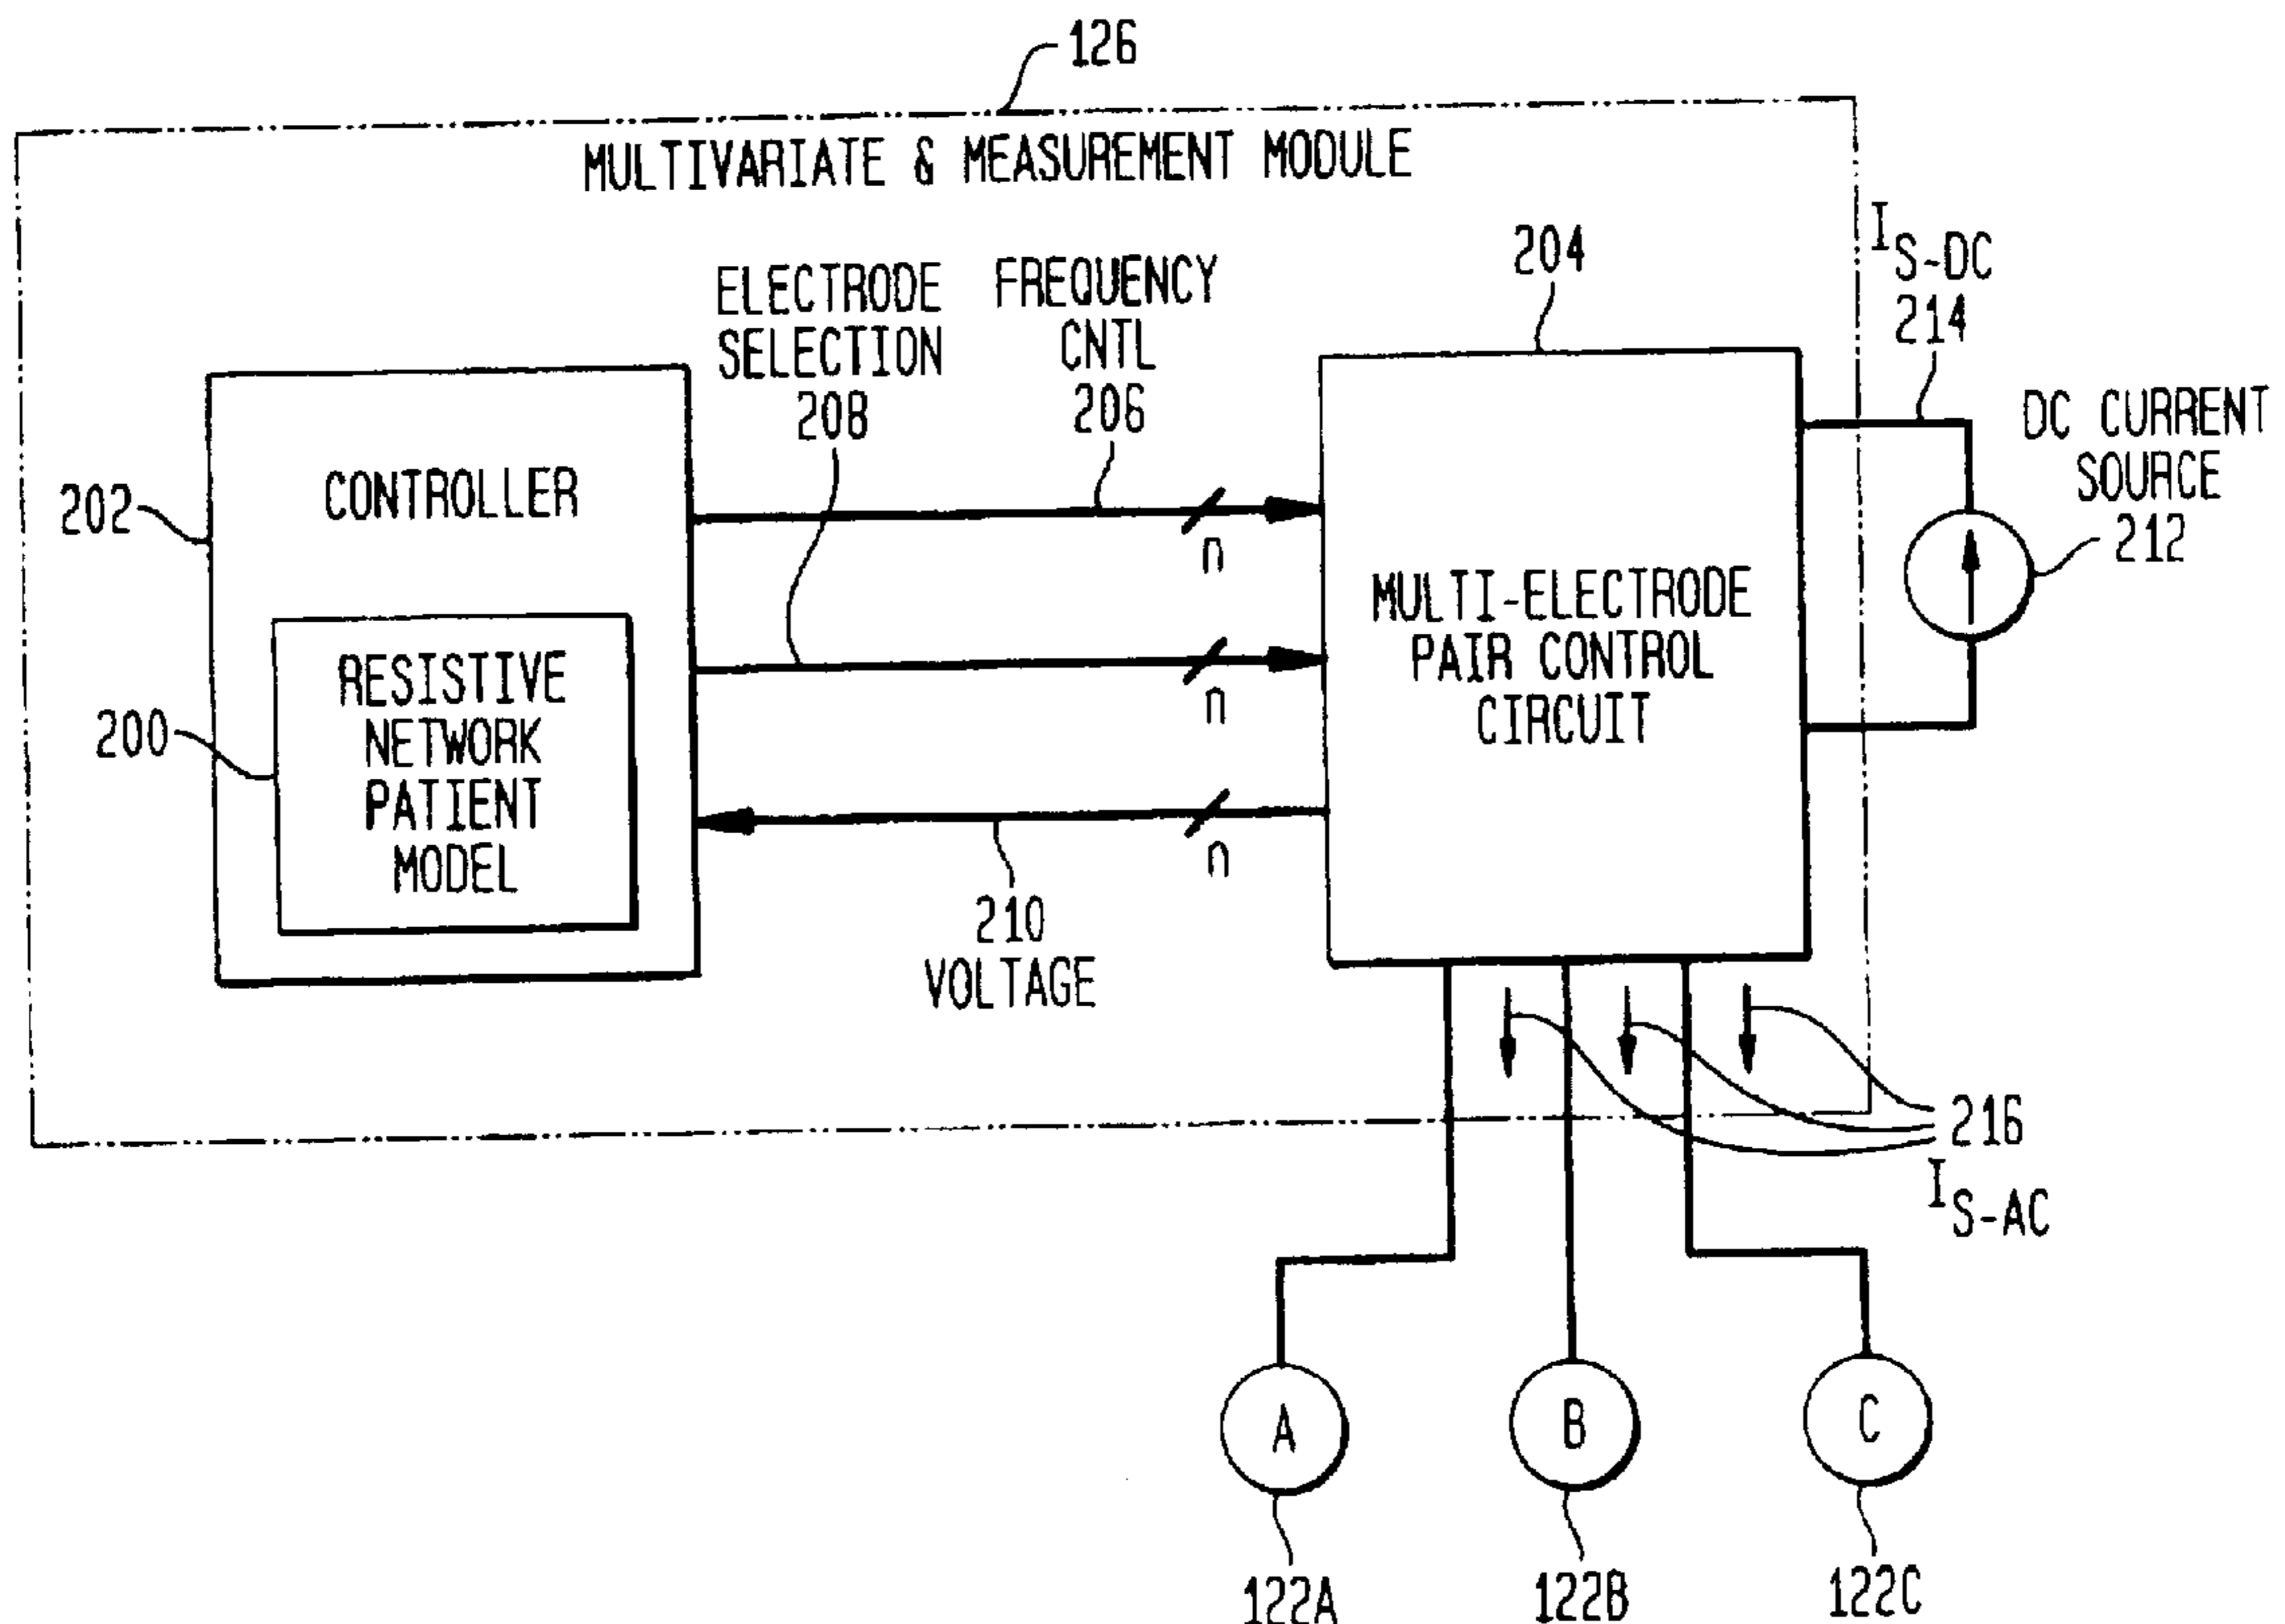 126
MULTIVARIATE & MEASUREMENT MODULE
I S-DC
214
204
ELECTRODE
SELECTION
208
FREQUENCY
CNTL
206
DC CURRENT
SOURCE
212
202
CONTROLLER
n
MULTI-ELECTRODE
PAIR CONTROL
CIRCUIT
200
RESISTIVE
NETWORK
PATIENT
MODEL
n
n
210
VOLTAGE
216
I S-AC
A
B
C
122A
122B
122C